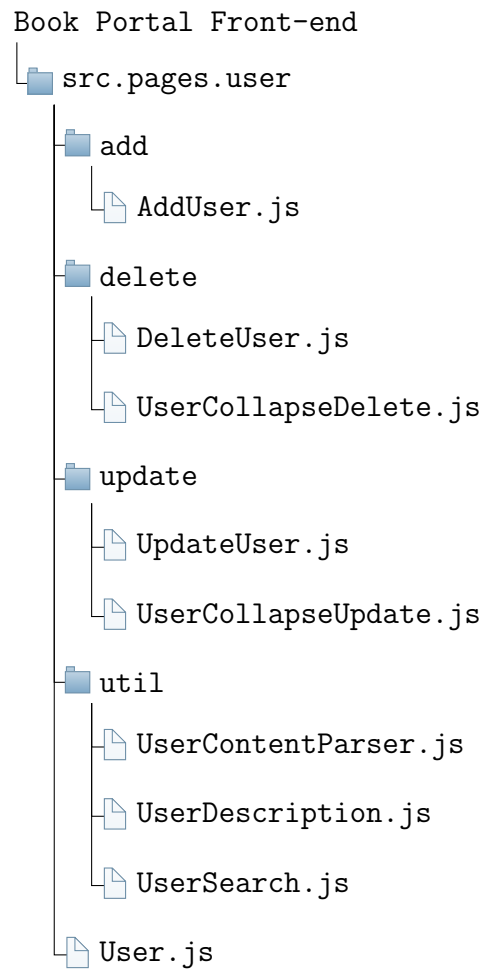 Book Portal Front-end
src.pages.user
add
AddUser.js
delete
DeleteUser.js
UserCollapseDelete.js
update
UpdateUser.js
UserCollapseUpdate.js
util
UserContentParser.js
UserDescription.js
UserSearch.js
User.js